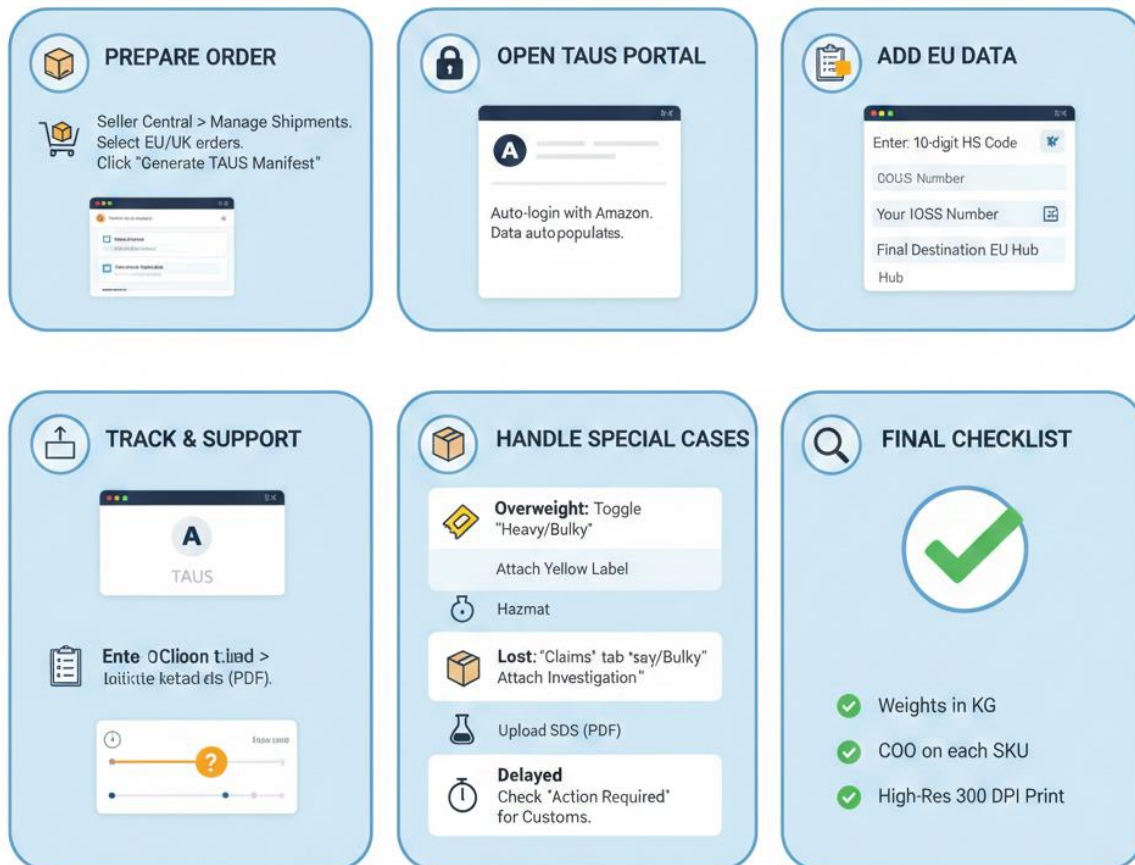 PREPARE ORDER
Seller Central > Manage Shipments.
Select EU/UK orders.
Click "Generate TAUS Manifest"
OPEN TAUS PORTAL
A
Auto-login with Amazon.
Data autopopulates.
ADD EU DATA
Enter: 10-digit HS Code
Number
Your IOSS Number
Final Destination EU Hub
Hub
TRACK & SUPPORT
A
TAUS
Ente >
(PDF).
?
HANDLE SPECIAL CASES
Overweight: Toggle
"Heavy/Bulky"
Attach Yellow Label
Hazmat
Lost: "Claims" tab "say/Bulky"
Attach Investigation"
Upload SDS (PDF)
Delayed
Check "Action Required"
for Customs.
FINAL CHECKLIST
Weights in KG
COO on each SKU
High-Res 300 DPI Print